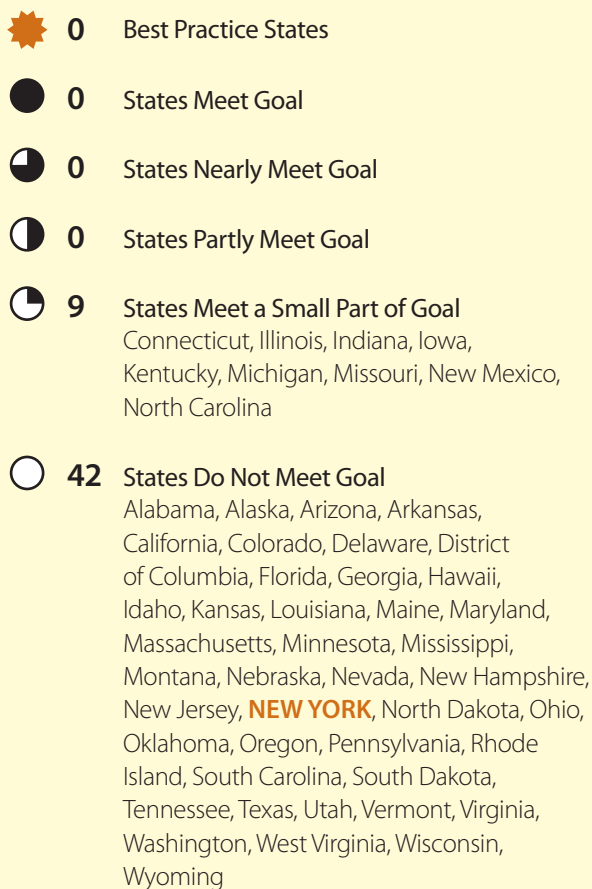 0 Best Practice States
0 States Meet Goal
0 States Nearly Meet Goal
0 States Partly Meet Goal
9 States Meet a Small Part of Goal
Connecticut, Illinois, Indiana, Iowa,
Kentucky, Michigan, Missouri, New Mexico,
North Carolina
42 States Do Not Meet Goal
Alabama, Alaska, Arizona, Arkansas,
California, Colorado, Delaware, District
of Columbia, Florida, Georgia, Hawaii,
Idaho, Kansas, Louisiana, Maine, Maryland,
Massachusetts, Minnesota, Mississippi,
Montana, Nebraska, Nevada, New Hampshire,
New Jersey, NEW YORK, North Dakota, Ohio,
Oklahoma, Oregon, Pennsylvania, Rhode
Island, South Carolina, South Dakota,
Tennessee, Texas, Utah, Vermont, Virginia,
Washington, West Virginia, Wisconsin,
Wyoming